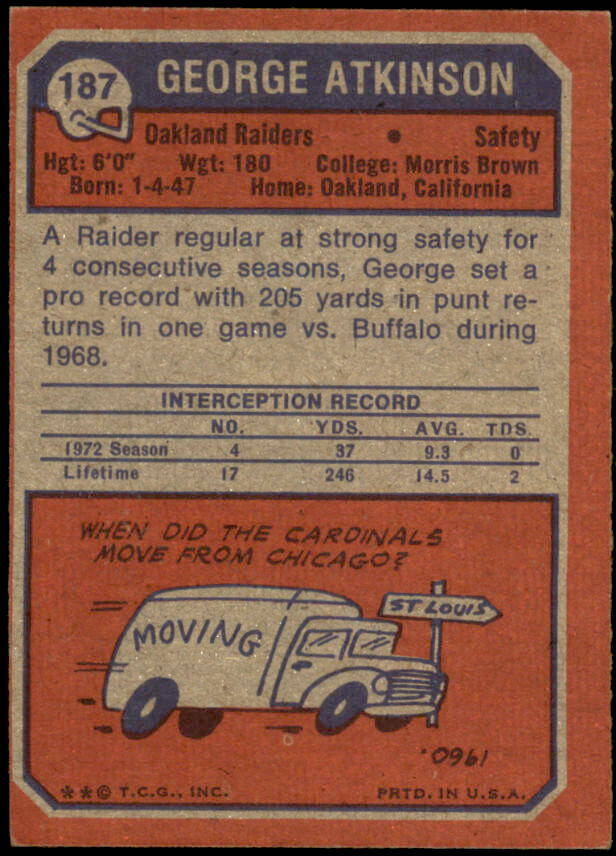 187
GEORGE ATKINSON
Oakland Raiders • Safety
Hgt: 6'0" Wgt: 180 College: Morris Brown
Born: 1-4-47 Home: Oakland, California
A Raider regular at strong safety for
4 consecutive seasons, George set a
pro record with 205 yards in punt re-
turns in one game vs. Buffalo during
1968.
INTERCEPTION RECORD
NO. YDS. AVG. TDS.
1972 Season 4 37 9.3 0
Lifetime 17 246 14.5 2
WHEN DID THE CARDINALS
MOVE FROM CHICAGO?
ST LOUIS
MOVING
1960.
**© T.C.G., INC. PRTD. IN U.S.A.